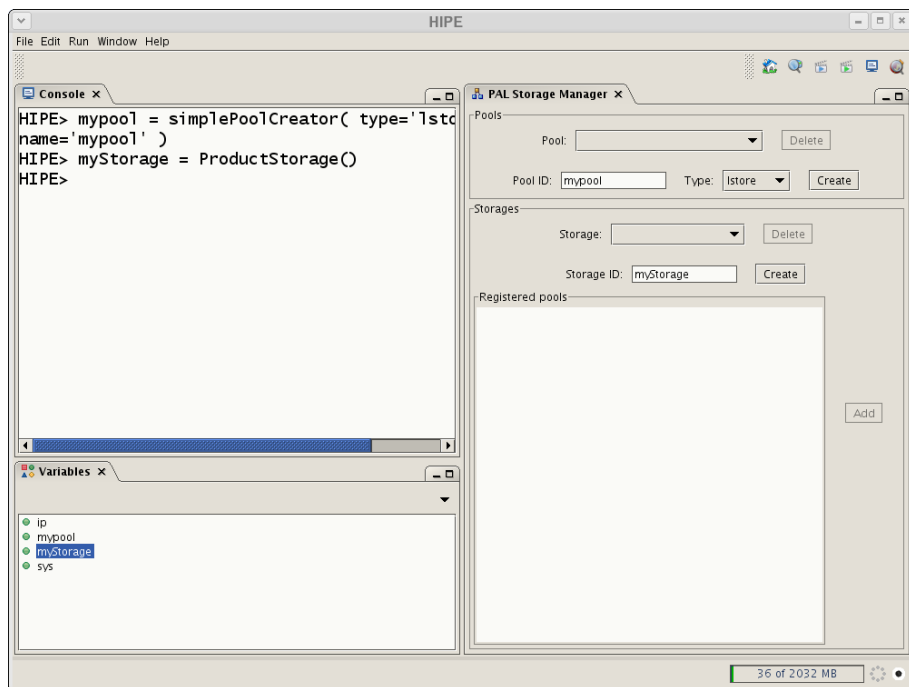 HIPE
File Edit Run Window Help
Console
HIPE> mypool = simplePoolCreator( type='lsto
name='mypool' )
HIPE> myStorage = ProductStorage()
HIPE>
Variables
ip
mypool
myStorage
sys
PAL Storage Manager
Pools
Pool: Delete
Pool ID: mypool Type: lstore Create
Storages
Storage: Delete
Storage ID: myStorage Create
Registered pools
Add
36 of 2032 MB